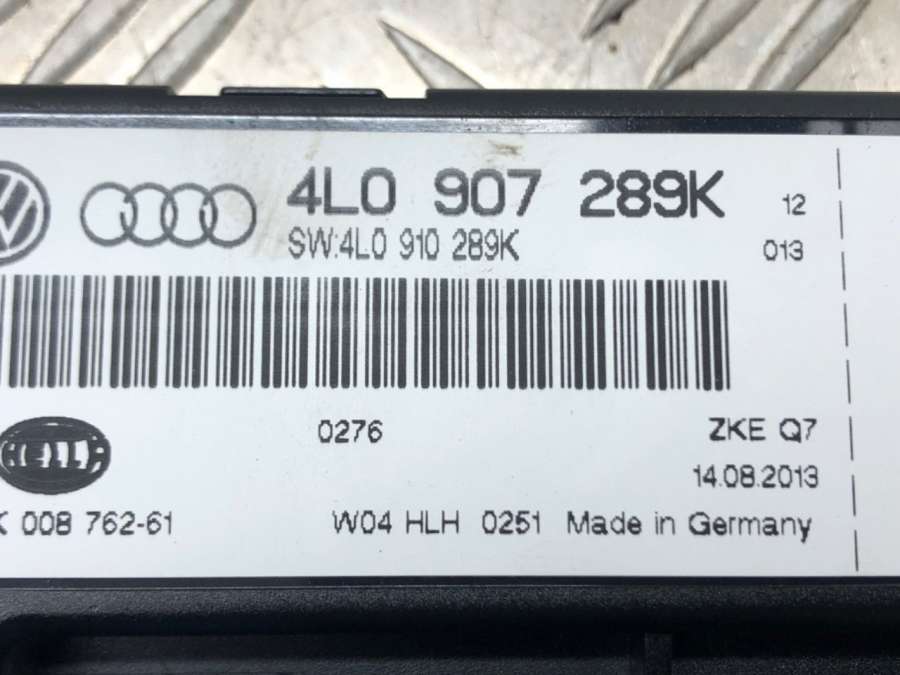 4L0 907 289K 12
SW:4L0 910 289K 013
HELLA
0276 ZKE Q7
14.08.2013
K 008 762-61 W04 HLH 0251 Made in Germany